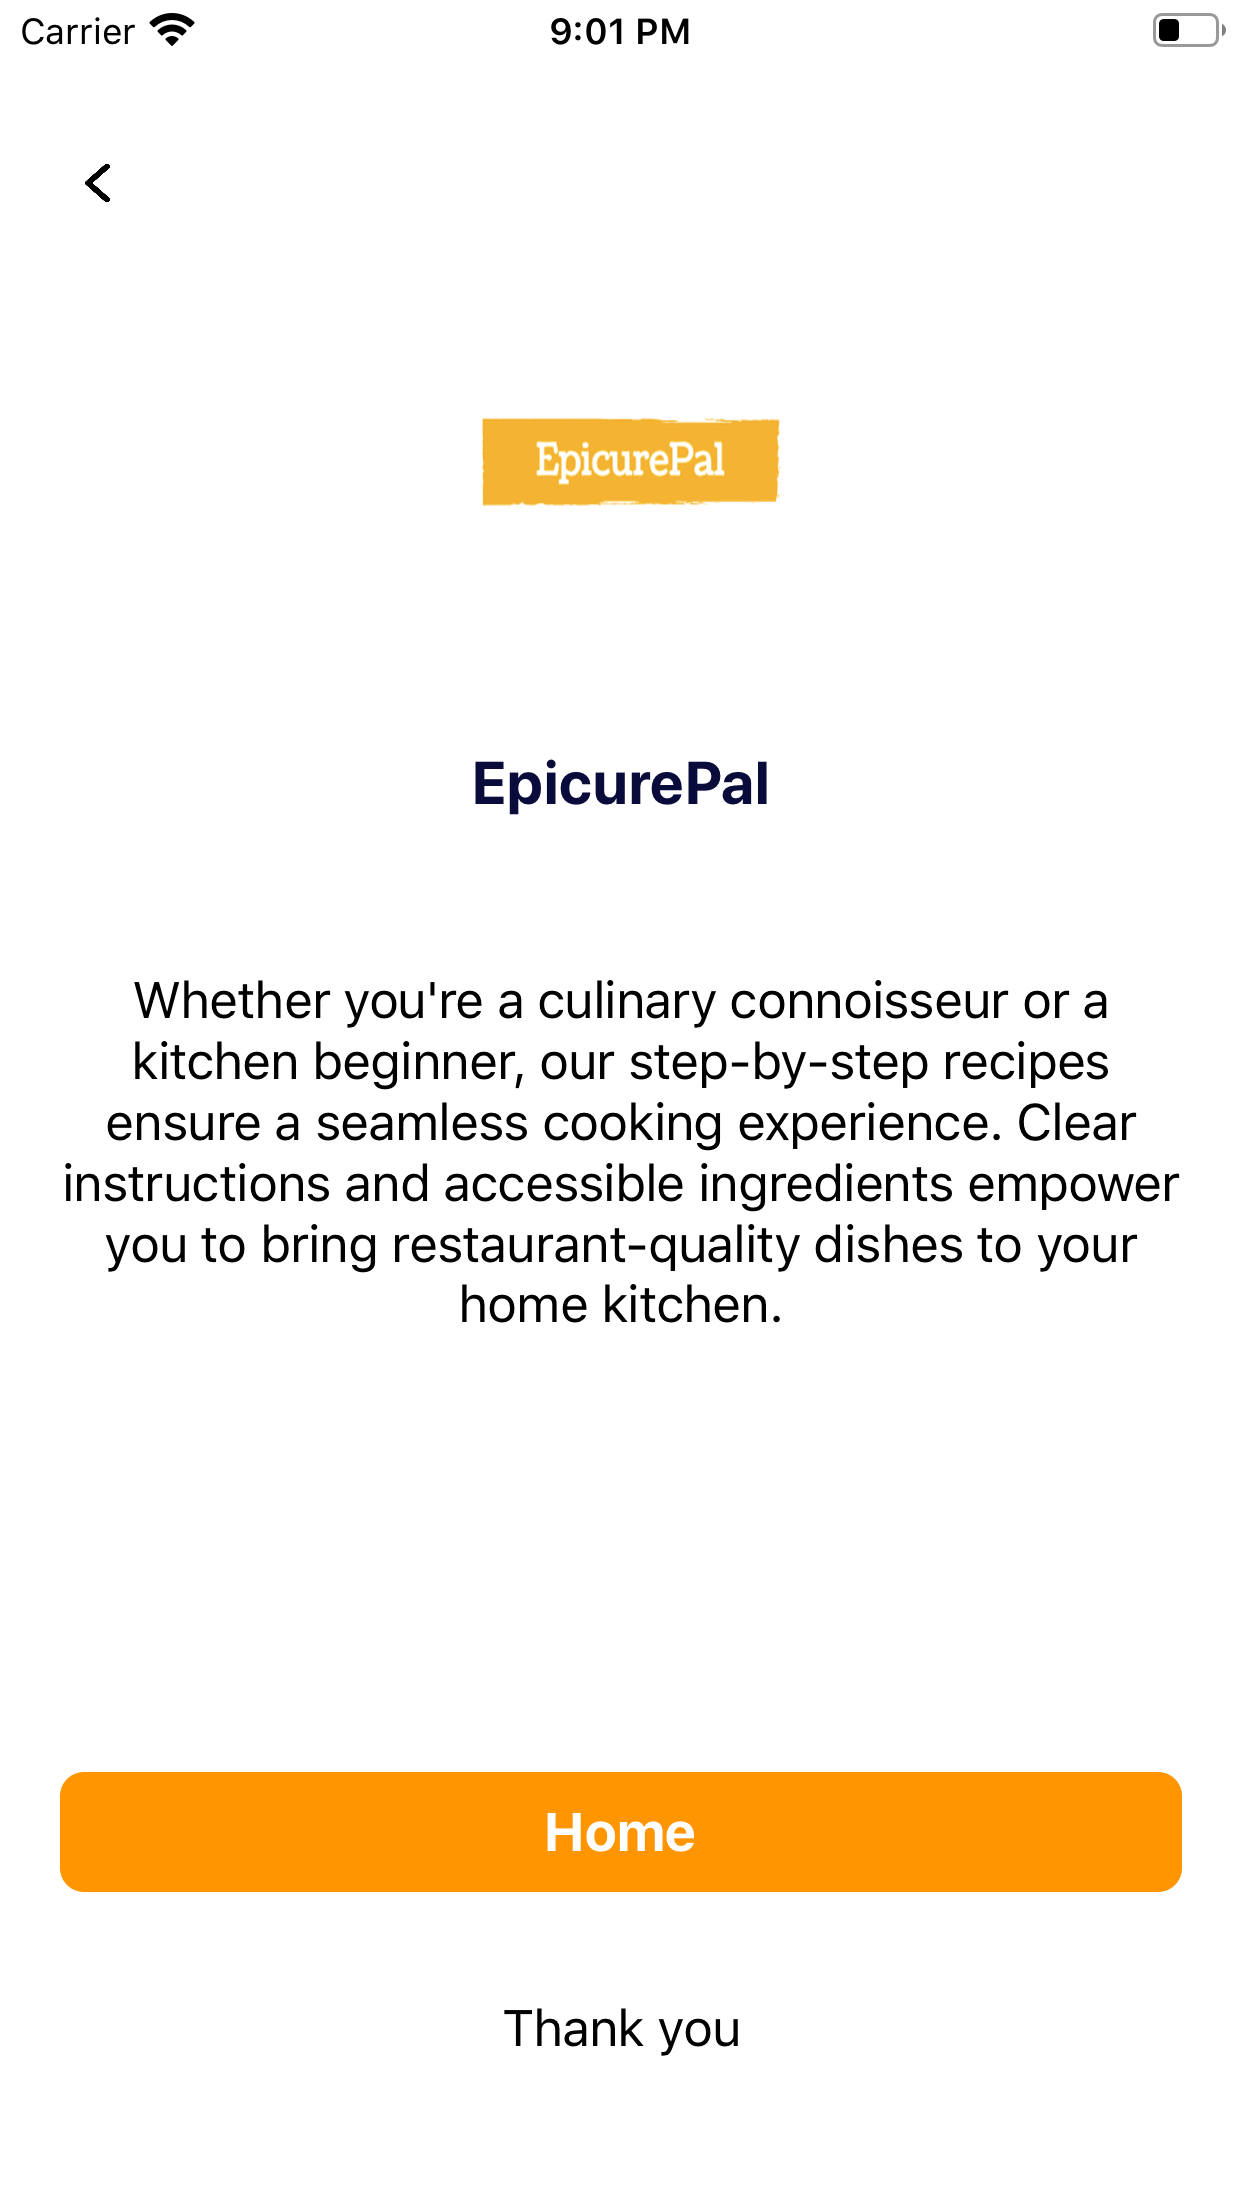 Carrier 9:01 PM
EpicurePal
EpicurePal
Whether you're a culinary connoisseur or a
kitchen beginner, our step-by-step recipes
ensure a seamless cooking experience. Clear
instructions and accessible ingredients empower
you to bring restaurant-quality dishes to your
home kitchen.
Home
Thank you